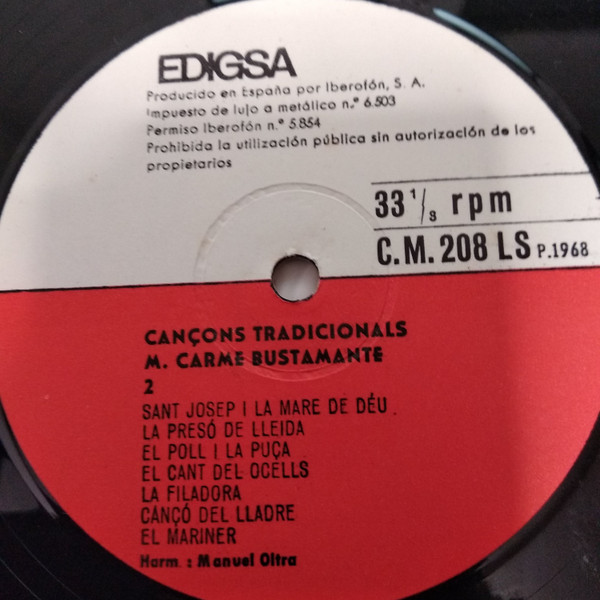 EDIGSA
Producido en España por Iberofón, S. A.
Impuesto de lujo a metálico n.º 6.503
Permiso Iberofón n.º 5.854
Prohibida la utilización pública sin autorización de los
propietarios
33 1/3 rpm
C.M. 208 LS P.1968
CANÇONS TRADICIONALS
M. CARME BUSTAMANTE
2
SANT JOSEP I LA MARE DE DÉU.
LA PRESÓ DE LLEIDA
EL POLL I LA PUÇA
EL CANT DEL OCELLS
LA FILADORA
CANÇÓ DEL LLADRE
EL MARINER
Harm. : Manuel Oltra